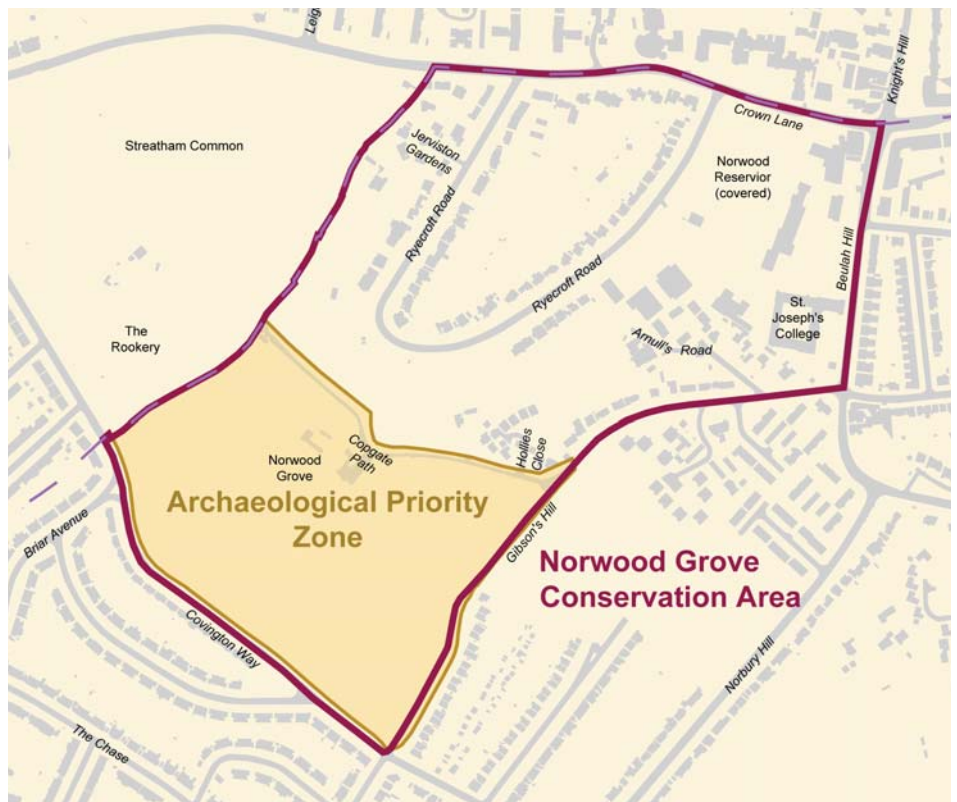 Leig
Knight's Hill
Crown Lane
Streatham Common
Jerviston
Gardens
Norwood
Reservior
(covered)
Ryecroft Road
Ryecroft Road
Beulah Hill
St.
Joseph's
College
The
Rookery
Arnull's Road
Hollies
Close
Copgate
Path
Norwood
Grove
Archaeological Priority
Zone
Briar Avenue
Gibson's Hill
Norwood Grove
Conservation Area
Covington Way
Norbury Hill
The Chase